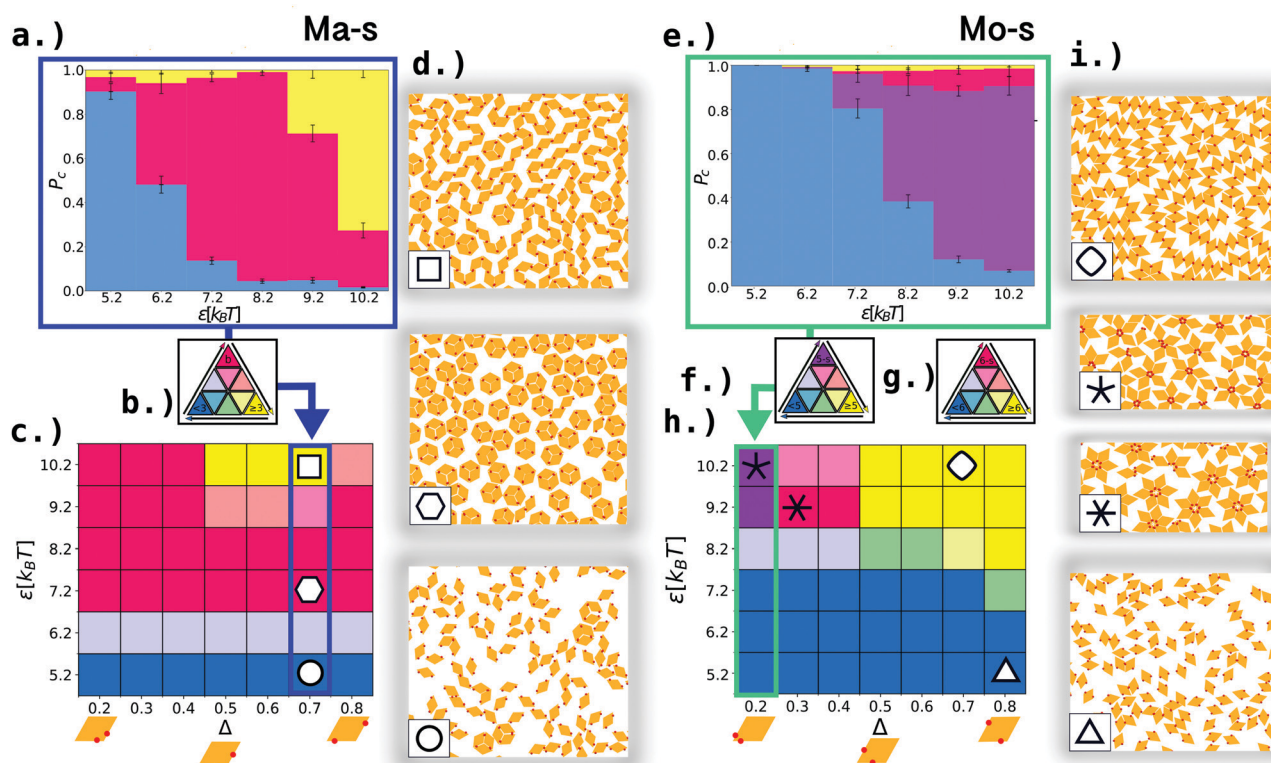 a.)
Ma-s
1.0
0.8
0.6
P_c
0.4
0.2
0.0
5.2 6.2 7.2 8.2 9.2 10.2
ε[k_BT]
b.)
b
<3 ≥3
c.)
10.2
9.2
8.2
7.2
6.2
5.2
ε[k_BT]
0.2 0.3 0.4 0.5 0.6 0.7 0.8
Δ
d.)
e.)
Mo-s
1.0
0.8
0.6
P_c
0.4
0.2
0.0
5.2 6.2 7.2 8.2 9.2 10.2
ε[k_BT]
f.)
5-s
<5 ≥5
g.)
6-s
<6 ≥6
h.)
10.2
9.2
8.2
7.2
6.2
5.2
ε[k_BT]
0.2 0.3 0.4 0.5 0.6 0.7 0.8
Δ
i.)